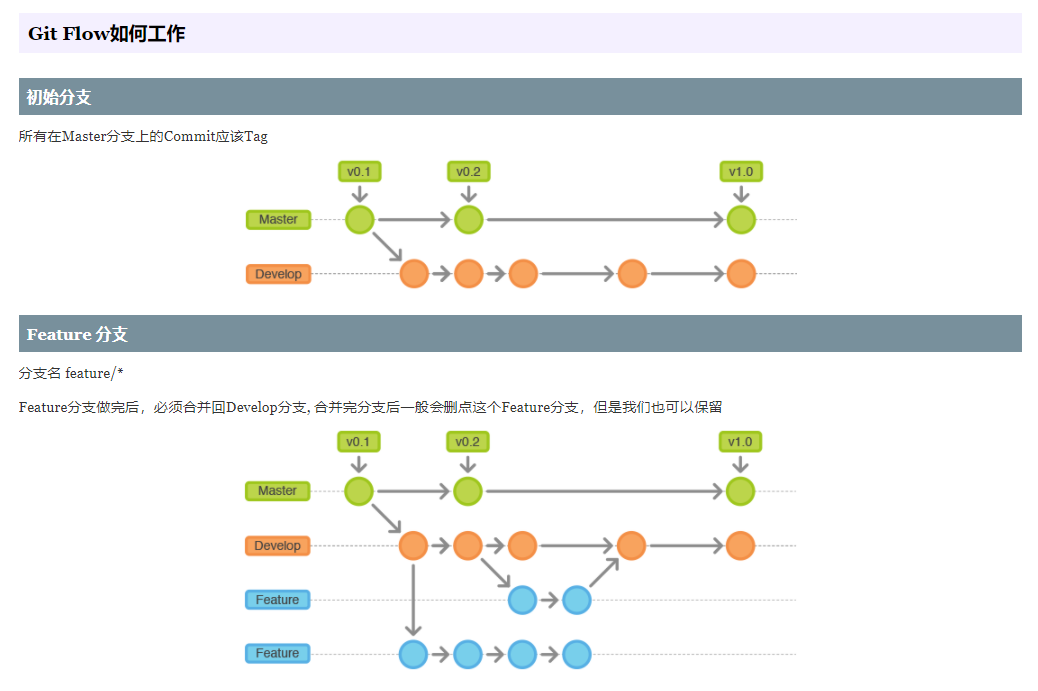 Git Flow如何工作
初始分支
所有在Master分支上的Commit应该Tag
v0.1 v0.2 v1.0
Master
Develop
Feature 分支
分支名 feature/*
Feature分支做完后，必须合并回Develop分支, 合并完分支后一般会删点这个Feature分支，但是我们也可以保留
v0.1 v0.2 v1.0
Master
Develop
Feature
Feature